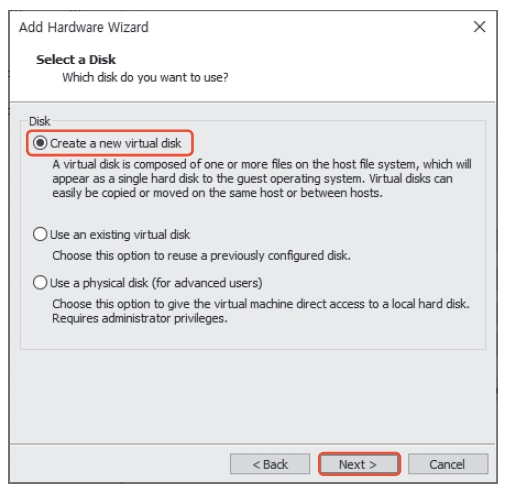 Add Hardware Wizard
Select a Disk
Which disk do you want to use?
Disk
Create a new virtual disk
A virtual disk is composed of one or more files on the host file system, which will
appear as a single hard disk to the guest operating system. Virtual disks can
easily be copied or moved on the same host or between hosts.
Use an existing virtual disk
Choose this option to reuse a previously configured disk.
Use a physical disk (for advanced users)
Choose this option to give the virtual machine direct access to a local hard disk.
Requires administrator privileges.
< Back Next > Cancel